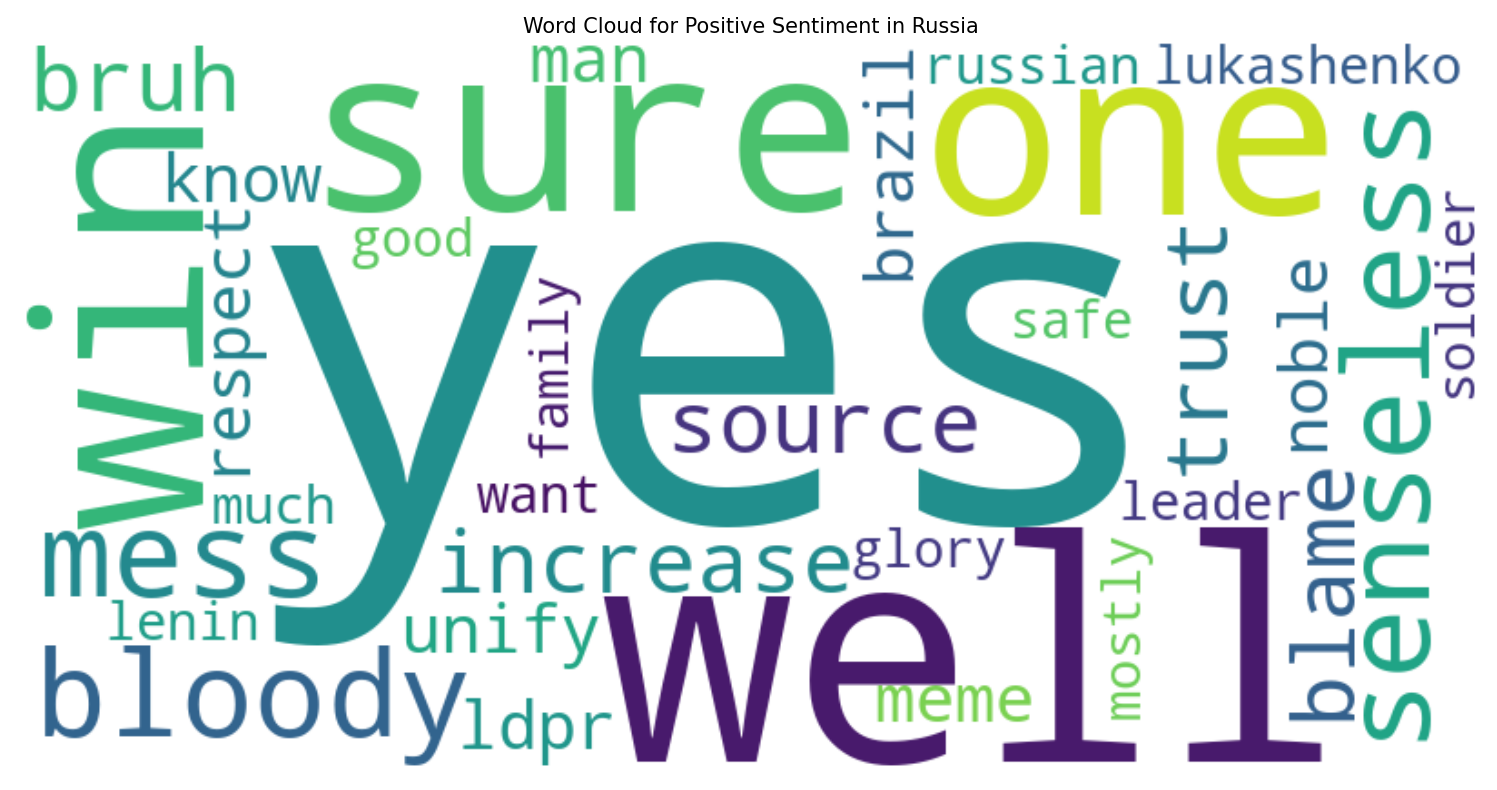 Word Cloud for Positive Sentiment in Russia
bruh
man
russian
lukashenko
sure
one
brazil
win
know
respect
good
yes
family
safe
trust
noble
senseless
soldier
source
want
much
leader
mess
increase
glory
mostly
blame
lenin
unify
well
bloody
ldpr
meme